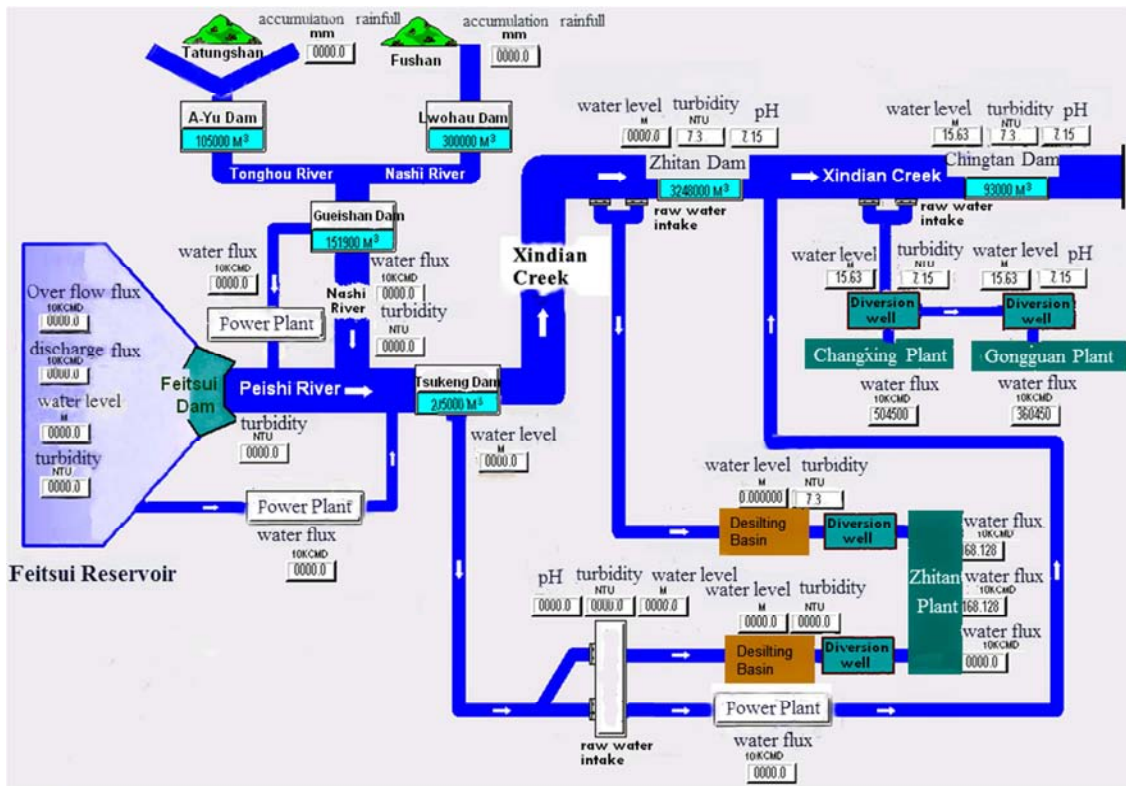 accumulation rainfull
mm
0000.0
accumulation rainfull
mm
0000.0
Tatungshan
Fushan
A-Yu Dam
105000 M³
Lwohau Dam
300000 M³
Tonghou River
Nashi River
Gueishan Dam
151900 M³
water flux
10KCMD
0000.0
water flux
10KCMD
0000.0
Nashi
River
turbidity
NTU
0000.0
Power Plant
Over flow flux
10KCMD
0000.0
discharge flux
10KCMD
0000.0
water level
M
0000.0
turbidity
NTU
0000.0
Feitsui
Dam
Peishi River
turbidity
NTU
0000.0
Tsukeng Dam
205000 M³
water level
M
0000.0
Power Plant
water flux
10KCMD
0000.0
Feitsui Reservoir
Xindian
Creek
water level
M
0000.0
turbidity
NTU
7.3
pH
7.15
Zhitan Dam
3248000 M³
raw water
intake
Xindian Creek
water level
M
15.63
turbidity
NTU
7.3
pH
7.15
Chingtan Dam
93000 M³
raw water
intake
water level
M
15.63
turbidity
NTU
7.15
water level
M
15.63
pH
7.15
Diversion
well
Diversion
well
Changxing Plant
Gongguan Plant
water flux
10KCMD
504500
water flux
10KCMD
360450
water level
M
0.000000
turbidity
NTU
7.3
Desilting
Basin
Diversion
well
water flux
10KCMD
168.128
Zhitan
Plant
water flux
10KCMD
168.128
water flux
10KCMD
0000.0
pH
0000.0
turbidity
NTU
0000.0
water level
M
0000.0
water level
M
0000.0
turbidity
NTU
0000.0
Desilting
Basin
Diversion
well
raw water
intake
Power Plant
water flux
10KCMD
0000.0